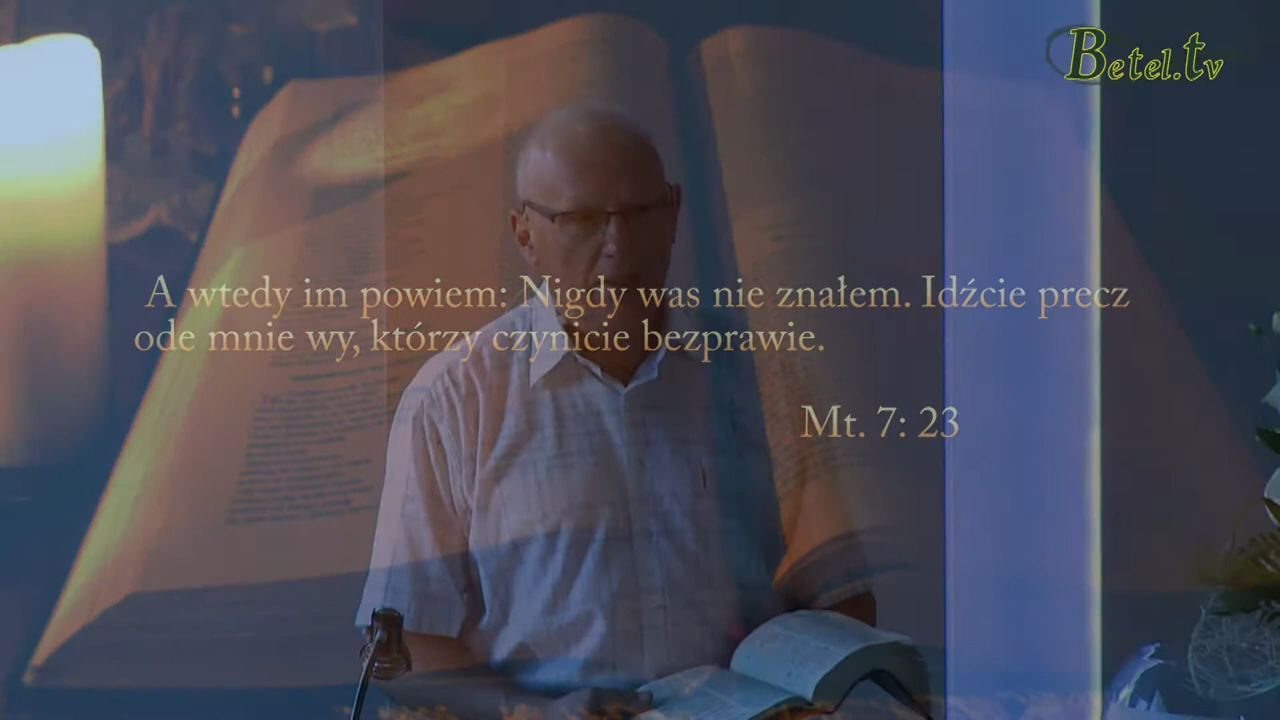 Betel.tv
A wtedy im powiem: Nigdy was nie znałem. Idźcie precz
ode mnie wy, którzy czynicie bezprawie.
Mt. 7: 23